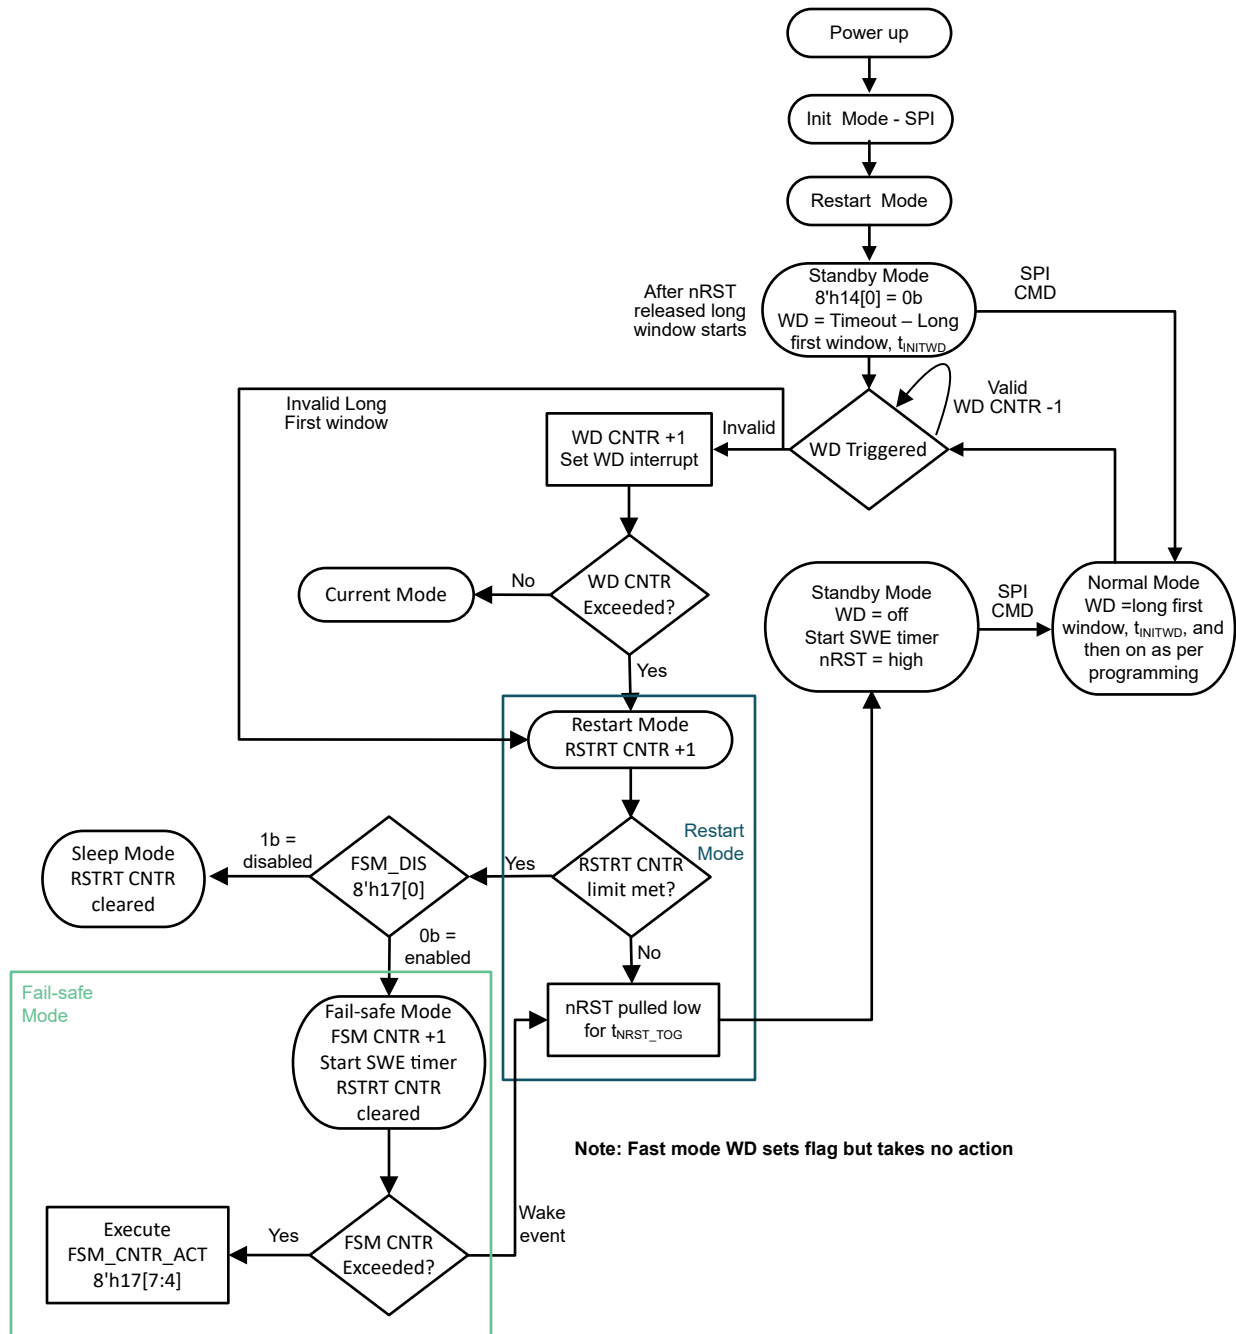 Power up
Init  Mode - SPI
Restart  Mode
Standby Mode
8'h14[0] = 0b
WD = Timeout – Long
first window, tINITWD
After nRST
released long
window starts
SPI
CMD
Invalid Long
First window
Valid
WD CNTR -1
WD Triggered
Invalid
WD CNTR +1
Set WD interrupt
WD CNTR
Exceeded?
No
Current Mode
Yes
Standby Mode
WD = off
Start SWE timer
nRST = high
SPI
CMD
Normal Mode
WD =long first
window, tINITWD, and
then on as per
programming
Restart Mode
RSTRT CNTR +1
Restart
Mode
RSTRT CNTR
limit met?
Yes
FSM_DIS
8'h17[0]
1b =
disabled
Sleep Mode
RSTRT CNTR
cleared
0b =
enabled
No
nRST pulled low
for tNRST_TOG
Fail-safe
Mode
Fail-safe Mode
FSM CNTR +1
Start SWE timer
RSTRT CNTR
cleared
Note: Fast mode WD sets flag but takes no action
FSM CNTR
Exceeded?
Yes
Execute
FSM_CNTR_ACT
8'h17[7:4]
Wake
event